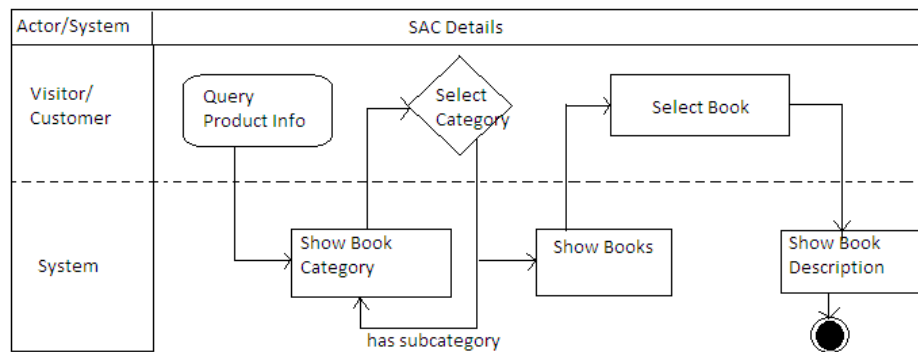 Actor/System
SAC Details
Visitor/
Customer
Query
Product Info
Select
Category
Select Book
System
Show Book
Category
Show Books
Show Book
Description
has subcategory